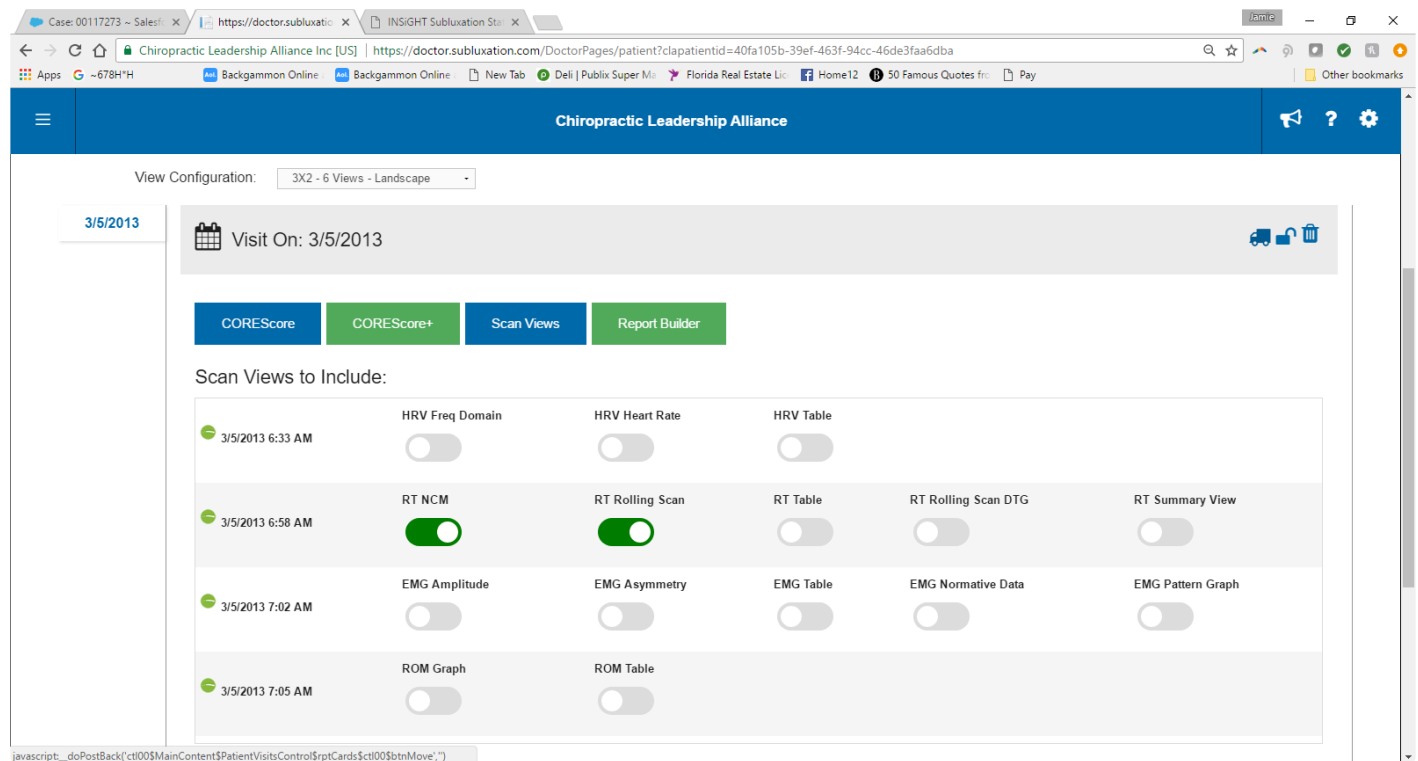 Case: 00117273 ~ Salesfo
https://doctor.subluxatio
INSiGHT Subluxation Stat
Jamie
Chiropractic Leadership Alliance Inc [US] | https://doctor.subluxation.com/DoctorPages/patient?clapatientid=40fa105b-39ef-463f-94cc-46de3faa6dba
Apps G ~678H"H Aol. Backgammon Online Aol. Backgammon Online New Tab Deli | Publix Super Ma Florida Real Estate Lic Home12 B 50 Famous Quotes fro Pay Other bookmarks
Chiropractic Leadership Alliance ?
View Configuration: 3X2 - 6 Views - Landscape
3/5/2013
Visit On: 3/5/2013
COREScore COREScore+ Scan Views Report Builder
Scan Views to Include:
HRV Freq Domain HRV Heart Rate HRV Table
3/5/2013 6:33 AM
RT NCM RT Rolling Scan RT Table RT Rolling Scan DTG RT Summary View
3/5/2013 6:58 AM
EMG Amplitude EMG Asymmetry EMG Table EMG Normative Data EMG Pattern Graph
3/5/2013 7:02 AM
ROM Graph ROM Table
3/5/2013 7:05 AM
javascript:__doPostBack('ctl00$MainContent$PatientVisitsControl$rptCards$ctl00$btnMove','')